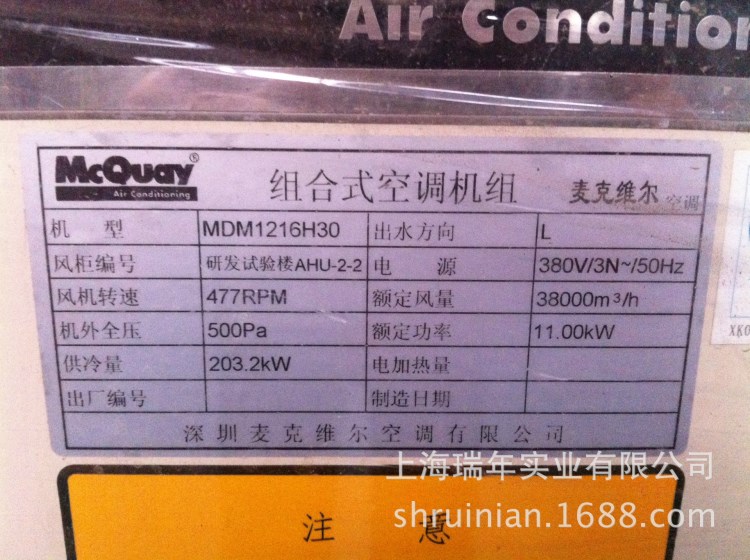 Air Condition
McQuay®
Air Conditioning
组合式空调机组
麦克维尔 空调
机 型 MDM1216H30 出水方向 L
风柜编号 研发试验楼AHU-2-2 电 源 380V/3N~/50Hz
风机转速 477RPM 额定风量 38000m³/h
机外全压 500Pa 额定功率 11.00kW
供冷量 203.2kW 电加热量
出厂编号 制造日期
深圳麦克维尔空调有限公司
XK0
上海瑞年实业有限公司
shruinian.1688.com
注 意